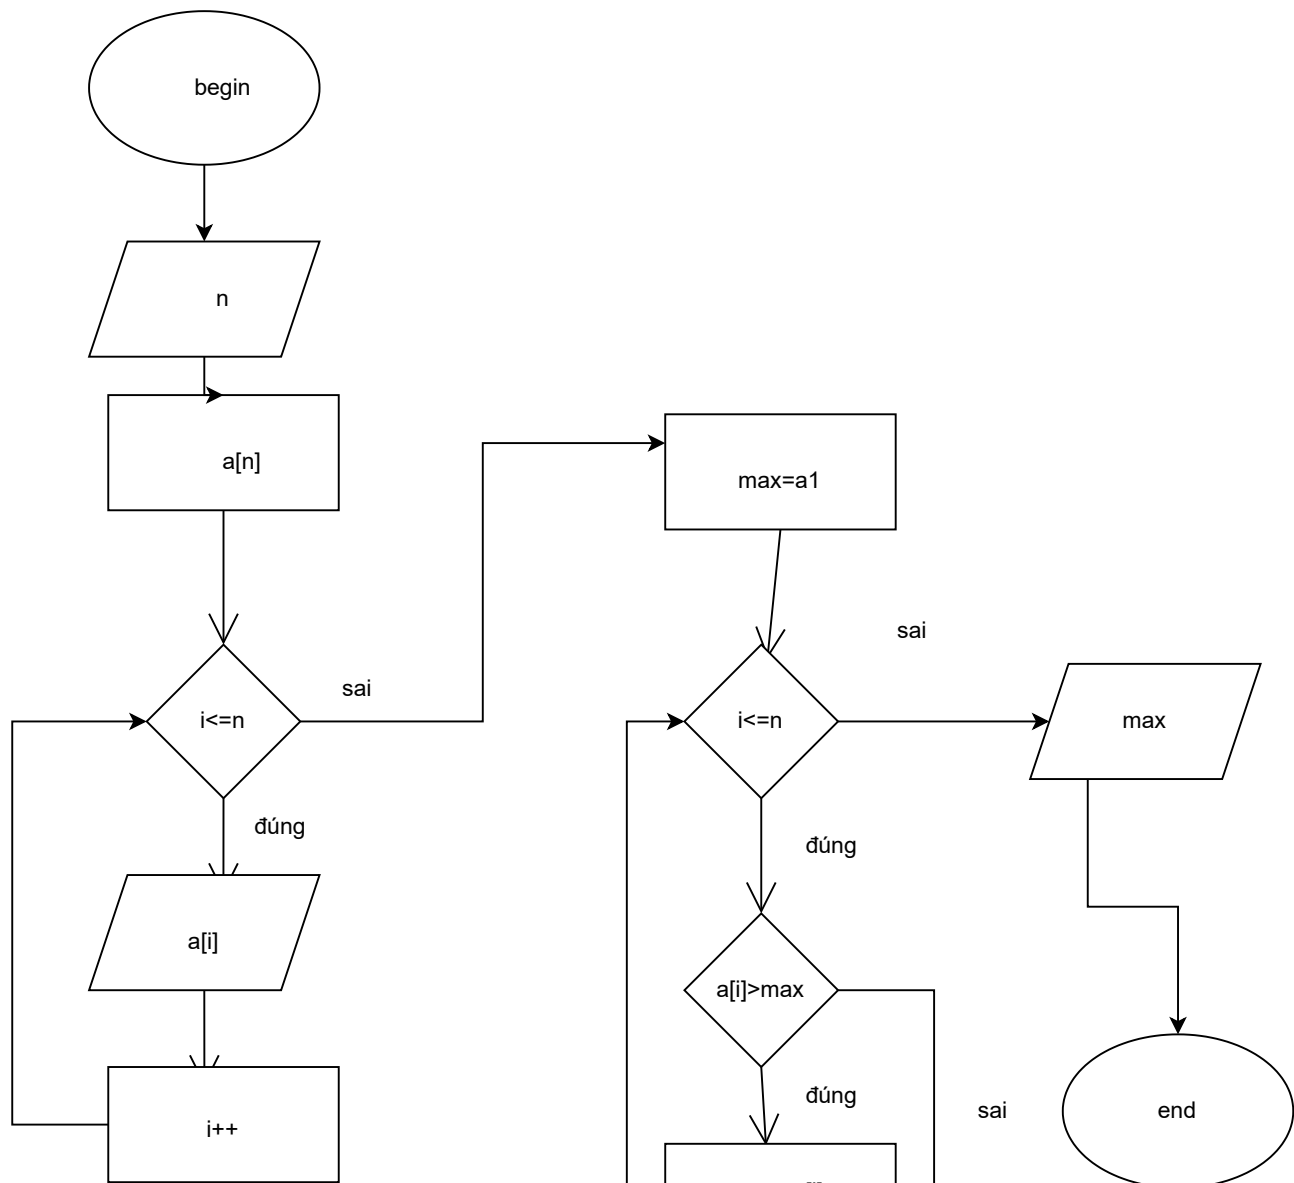 begin
n
a[n]
i<=n
sai
đúng
a[i]
i++
max=a1
i<=n
sai
đúng
a[i]>max
đúng
sai
max
end